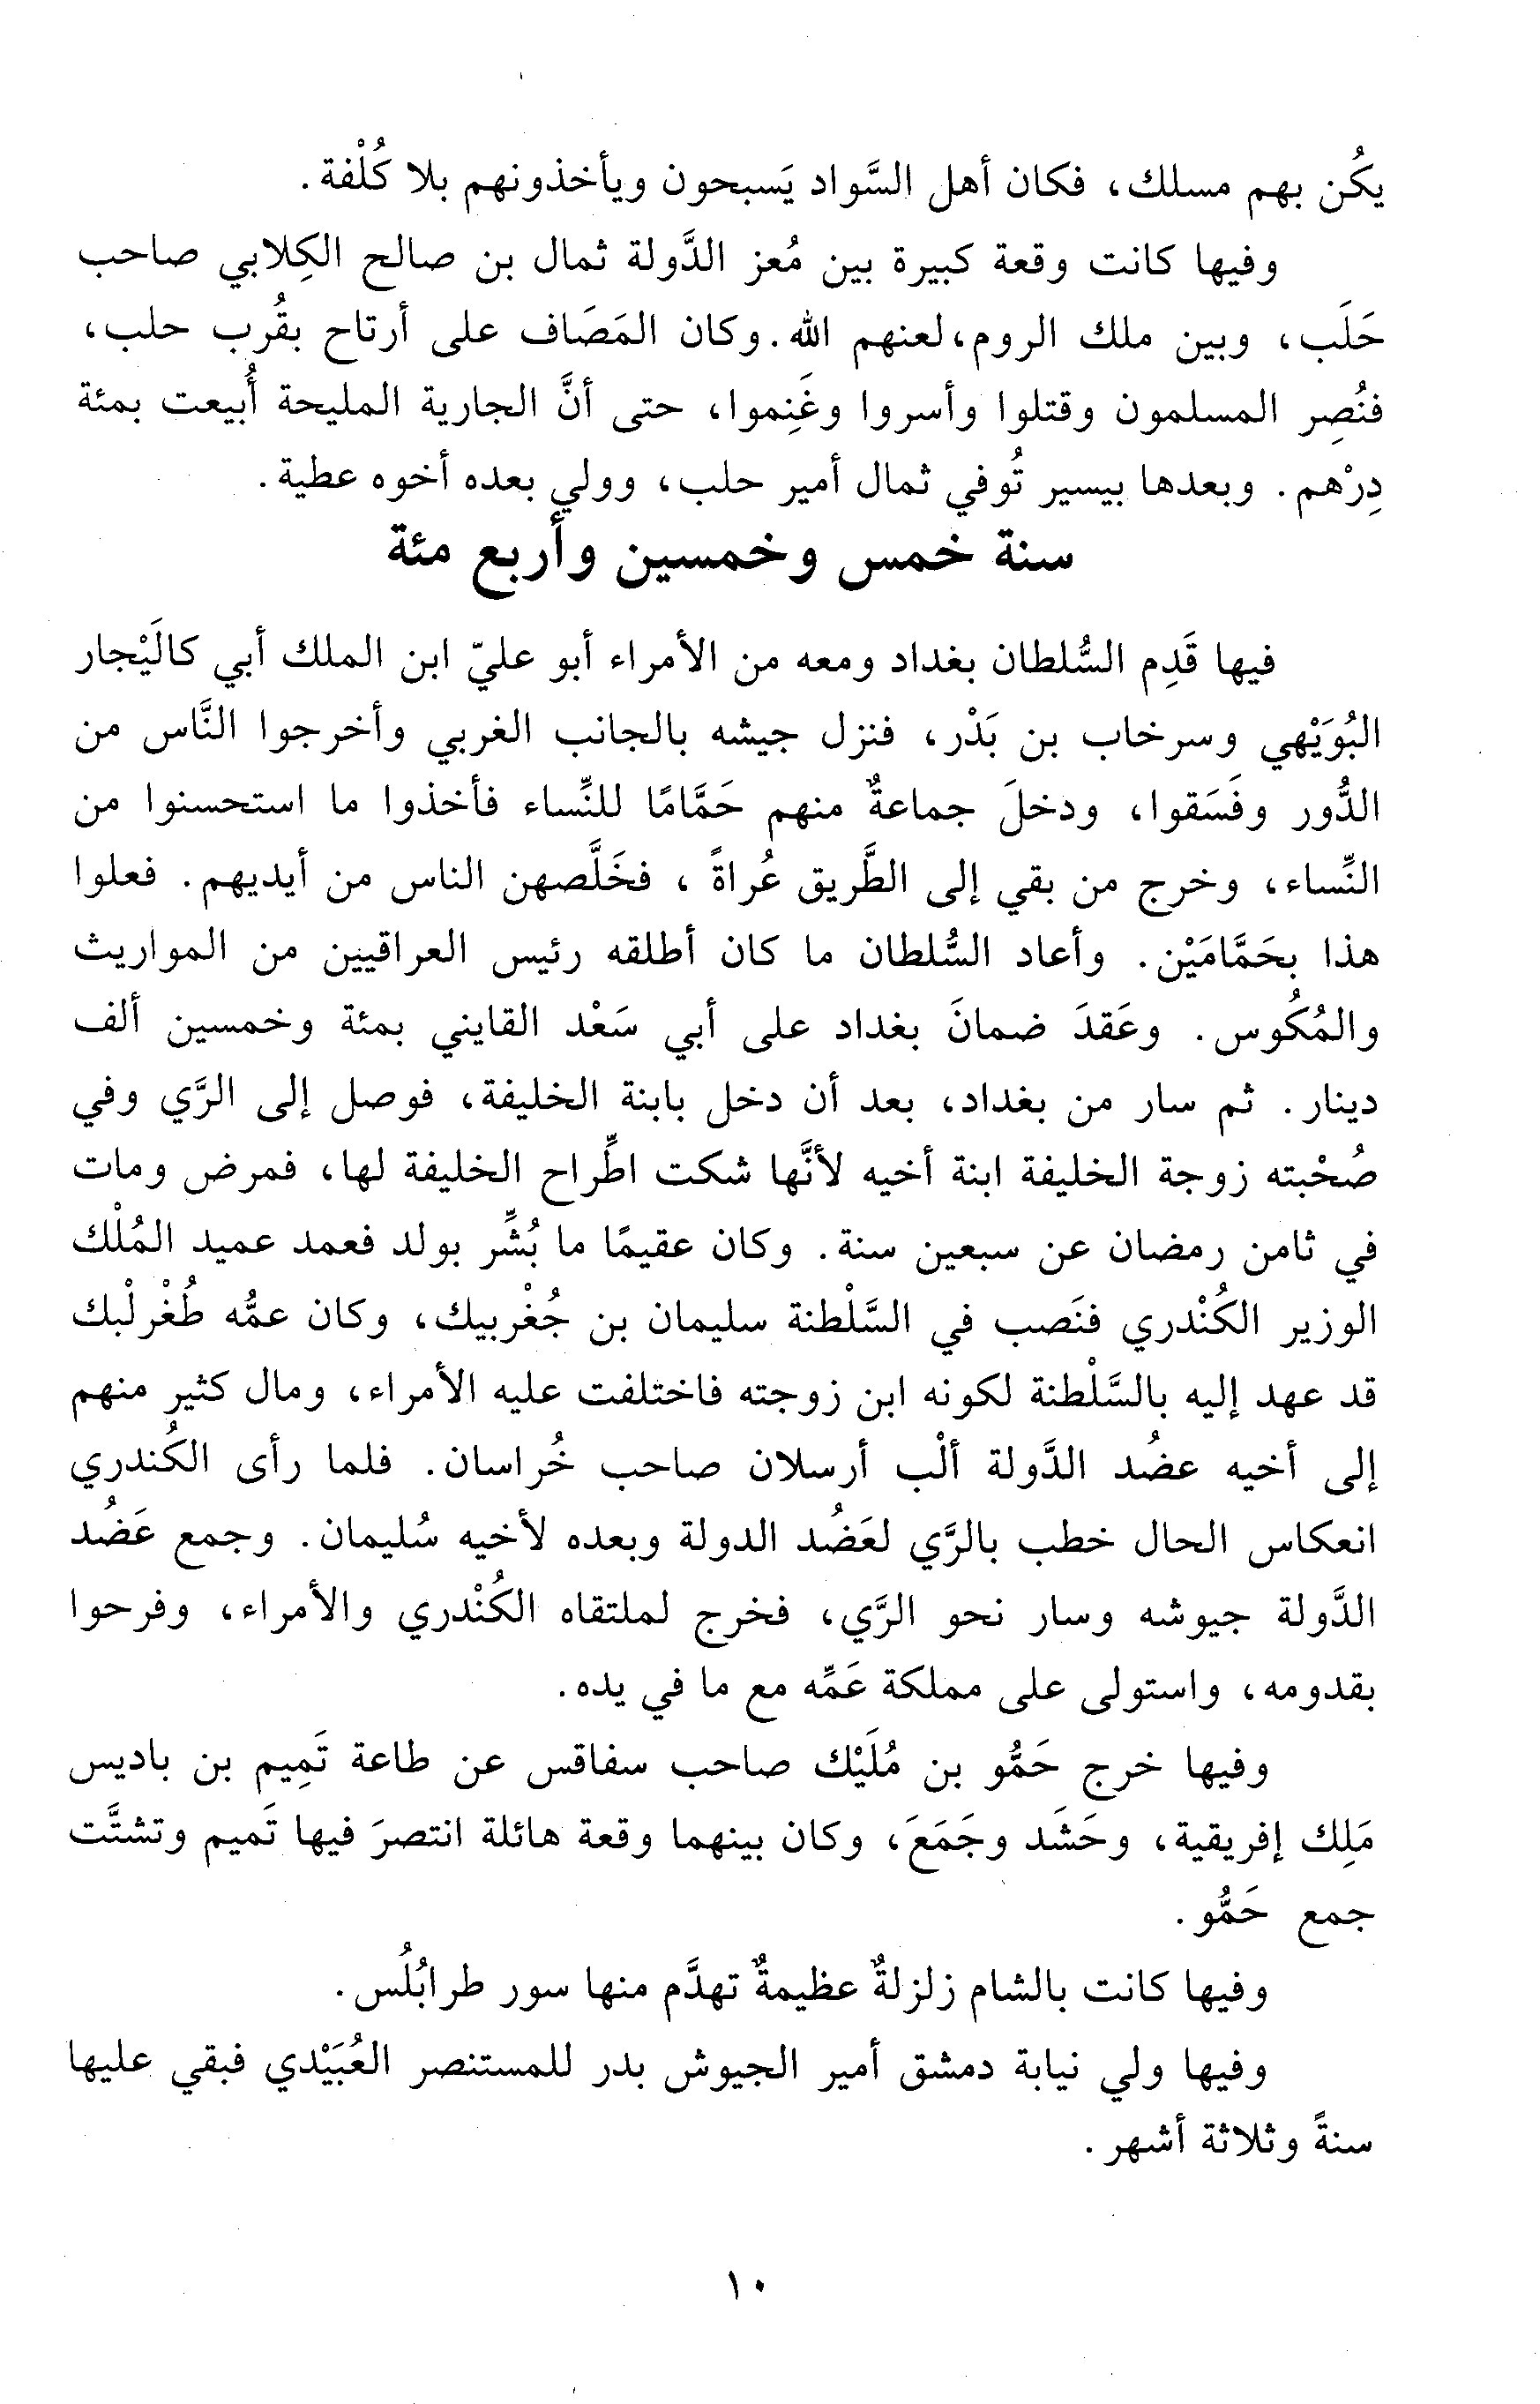 يكُن بهم مسلك، فكان أهل السَّواد يَسبحون ويأخذونهم بلا كُلْفة.
وفيها كانت وقعة كبيرة بين مُعز الدَّولة ثمال بن صالح الكِلابي صاحب
حَلَب، وبين ملك الروم،لعنهم الله.وكان المَصَاف على أرتاح بقُرب حلب،
فنُصِر المسلمون وقتلوا وأسروا وغَنِموا، حتى أنَّ الجارية المليحة أُبيعت بمئة
دِرْهم. وبعدها بيسير تُوفي ثمال أمير حلب، وولي بعده أخوه عطية.
سنة خمس وخمسين وأربع مئة
فيها قَدِم السُّلطان بغداد ومعه من الأمراء أبو عليّ ابن الملك أبي كالَيْجار
البُوَيْهي وسرخاب بن بَدْر، فنزل جيشه بالجانب الغربي وأخرجوا النَّاس من
الدُّور وفَسَقوا، ودخلَ جماعةٌ منهم حَمَّامًا للنِّساء فأخذوا ما استحسنوا من
النِّساء، وخرج من بقي إلى الطَّريق عُراةً ، فخَلَّصهن الناس من أيديهم. فعلوا
هذا بحَمَّامَيْن. وأعاد السُّلطان ما كان أطلقه رئيس العراقيين من المواريث
والمُكُوس. وعَقدَ ضمانَ بغداد على أبي سَعْد القايني بمئة وخمسين ألف
دينار. ثم سار من بغداد، بعد أن دخل بابنة الخليفة، فوصل إلى الرَّي وفي
صُحْبته زوجة الخليفة ابنة أخيه لأنَّها شكت اطِّراح الخليفة لها، فمرض ومات
في ثامن رمضان عن سبعين سنة. وكان عقيمًا ما بُشِّر بولد فعمد عميد المُلْك
الوزير الكُنْدري فنَصب في السَّلْطنة سليمان بن جُغْربيك، وكان عمُّه طُغْرلْبك
قد عهد إليه بالسَّلْطنة لكونه ابن زوجته فاختلفت عليه الأمراء، ومال كثير منهم
إلى أخيه عضُد الدَّولة ألْب أرسلان صاحب خُراسان. فلما رأى الكُندري
انعكاس الحال خطب بالرَّي لعَضُد الدولة وبعده لأخيه سُليمان. وجمع عَضُد
الدَّولة جيوشه وسار نحو الرَّي، فخرج لملتقاه الكُنْدري والأمراء، وفرحوا
بقدومه، واستولى على مملكة عَمِّه مع ما في يده.
وفيها خرج حَمُّو بن مُلَيْك صاحب سفاقس عن طاعة تَمِيم بن باديس
مَلِك إفريقية، وحَشَد وجَمَعَ، وكان بينهما وقعة هائلة انتصرَ فيها تَميم وتشتَّت
جمع حَمُّو.
وفيها كانت بالشام زلزلةٌ عظيمةٌ تهدَّم منها سور طرابُلُس.
وفيها ولي نيابة دمشق أمير الجيوش بدر للمستنصر العُبَيْدي فبقي عليها
سنةً وثلاثة أشهر.
١٠